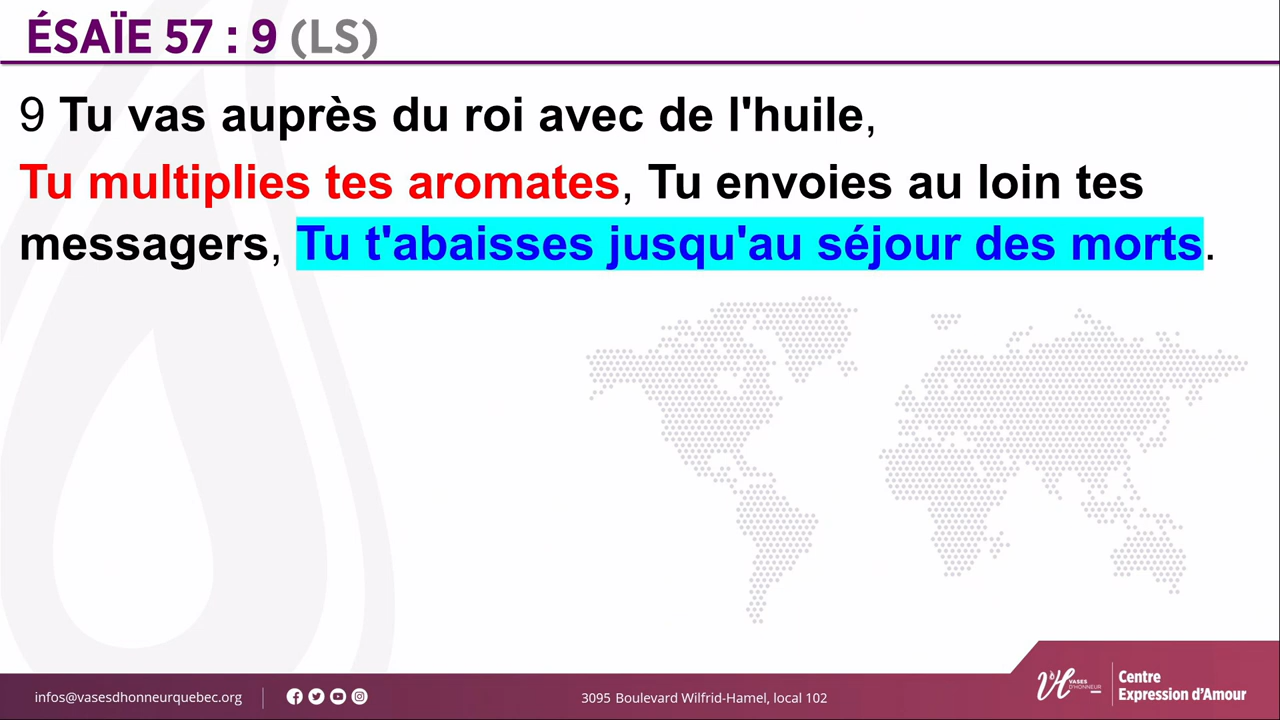 ÉSAÏE 57 : 9 (LS)
9 Tu vas auprès du roi avec de l'huile,
Tu multiplies tes aromates, Tu envoies au loin tes
messagers, Tu t'abaisses jusqu'au séjour des morts.
infos@vasesdhonneurquebec.org
3095 Boulevard Wilfrid-Hamel, local 102
VASES
D'HONNEUR
Centre
Expression d'Amour